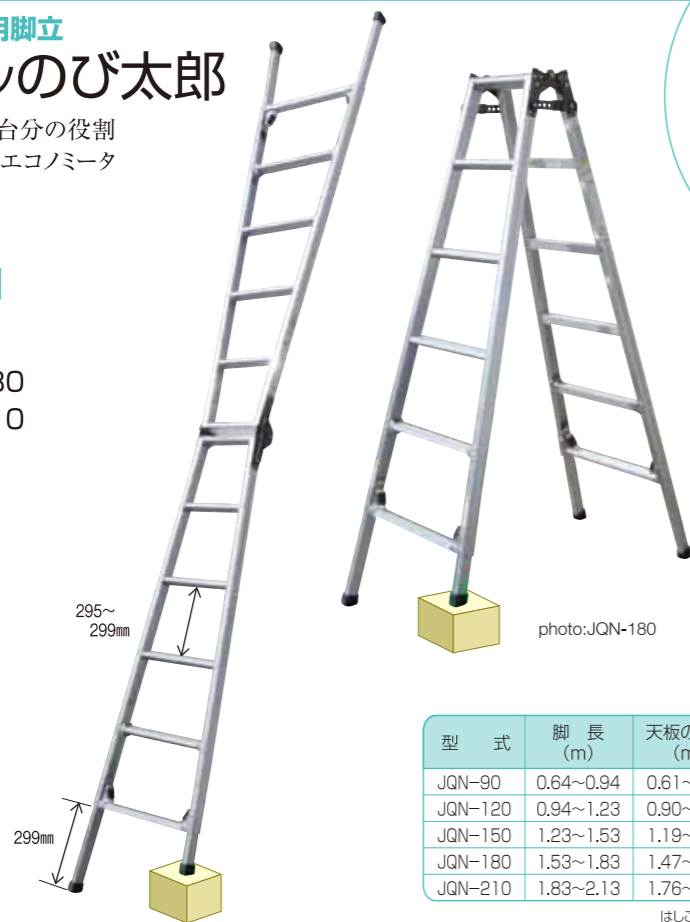 用脚立
ルのび太郎
台分の役割
エコノミータ
30
10
295~
299㎜
299㎜
photo:JQN-180
型　式 脚　長 (m) 天板の (m
JQN-90 0.64~0.94 0.61~
JQN-120 0.94~1.23 0.90~
JQN-150 1.23~1.53 1.19~
JQN-180 1.53~1.83 1.47~
JQN-210 1.83~2.13 1.76~
はしご